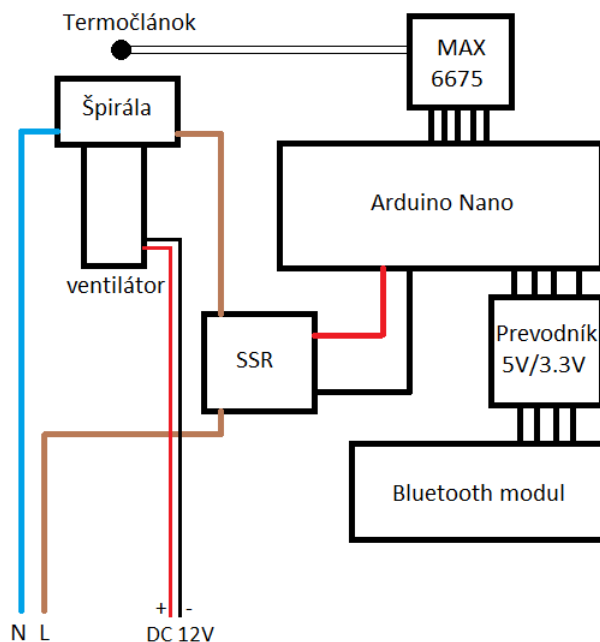 Termočlánok
MAX
6675
Špirála
Arduino Nano
ventilátor
SSR
Prevodník
5V/3.3V
Bluetooth modul
+ -
N L DC 12V